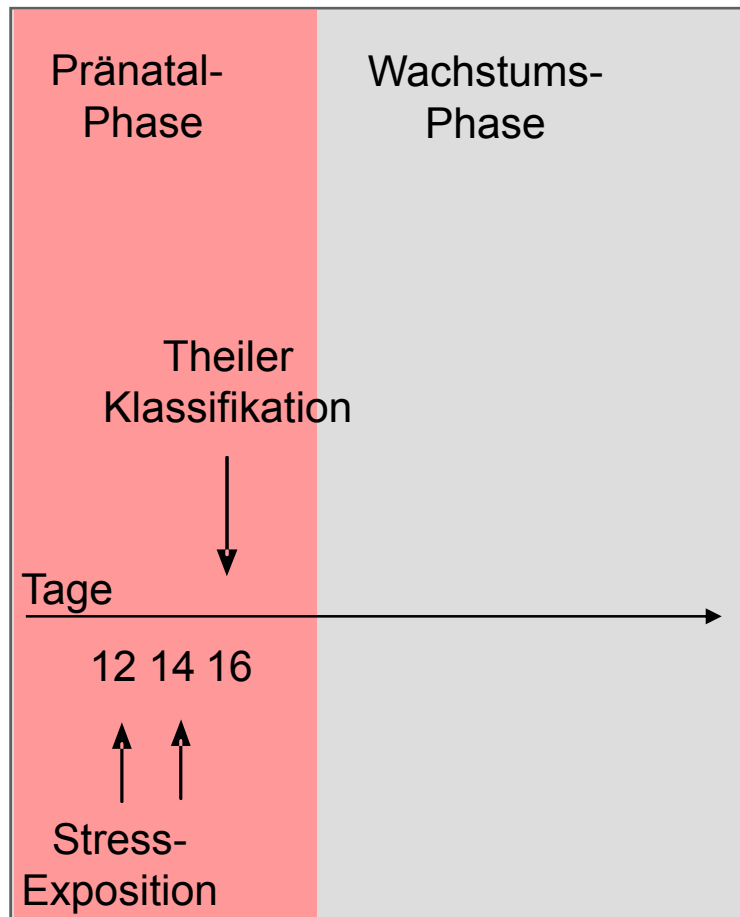 Pränatal-
Phase
Wachstums-
Phase
Theiler
Klassifikation
Tage
12 14 16
Stress-
Exposition